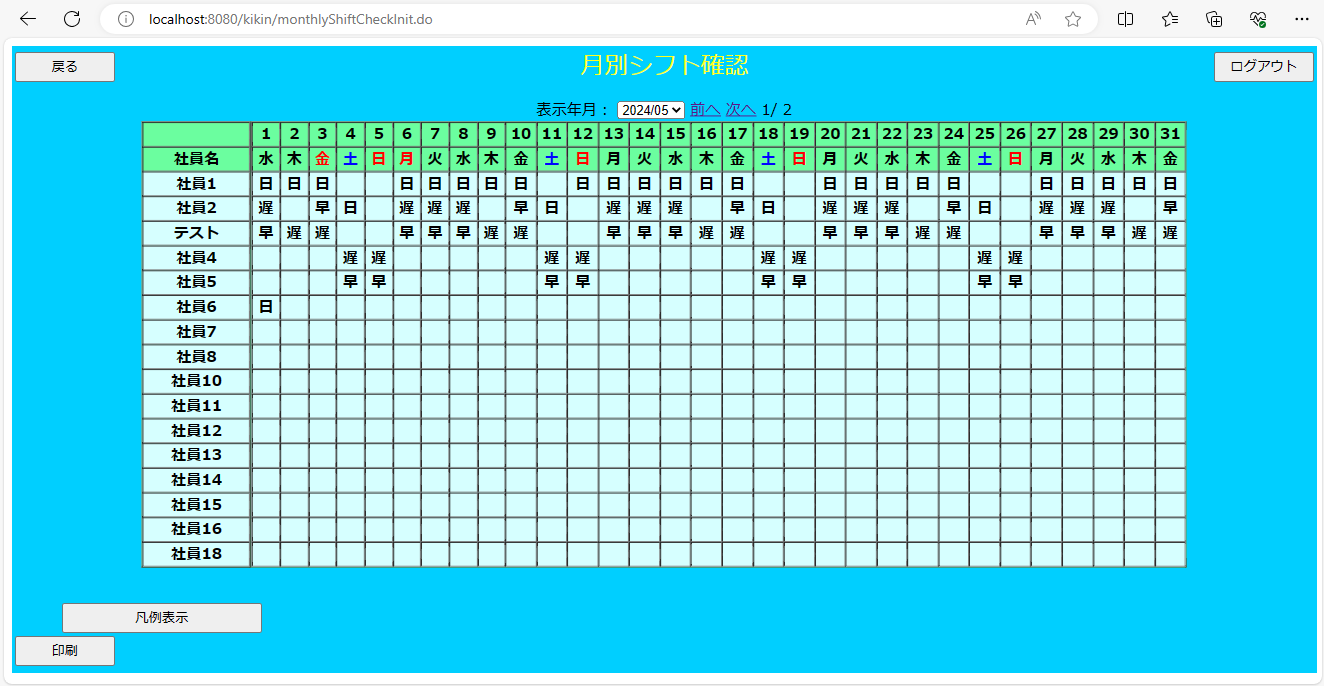 localhost:8080/kikin/monthlyShiftCheckInit.do
戻る 月別シフト確認 ログアウト
表示年月： 2024/05 前へ 次へ 1/ 2
1 2 3 4 5 6 7 8 9 10 11 12 13 14 15 16 17 18 19 20 21 22 23 24 25 26 27 28 29 30 31
社員名 水 木 金 土 日 月 火 水 木 金 土 日 月 火 水 木 金 土 日 月 火 水 木 金 土 日 月 火 水 木 金
社員1 日 日 日 日 日 日 日 日 日 日 日 日 日 日 日 日 日 日 日 日 日 日 日 日
社員2 遅 早 日 遅 遅 遅 早 日 遅 遅 遅 早 日 遅 遅 遅 早 日 遅 遅 遅 早
テスト 早 遅 遅 早 早 早 遅 遅 早 早 早 遅 遅 早 早 早 遅 遅 早 早 早 遅 遅
社員4 遅 遅 遅 遅 遅 遅 遅 遅
社員5 早 早 早 早 早 早 早 早
社員6 日
社員7
社員8
社員10
社員11
社員12
社員13
社員14
社員15
社員16
社員18
凡例表示
印刷